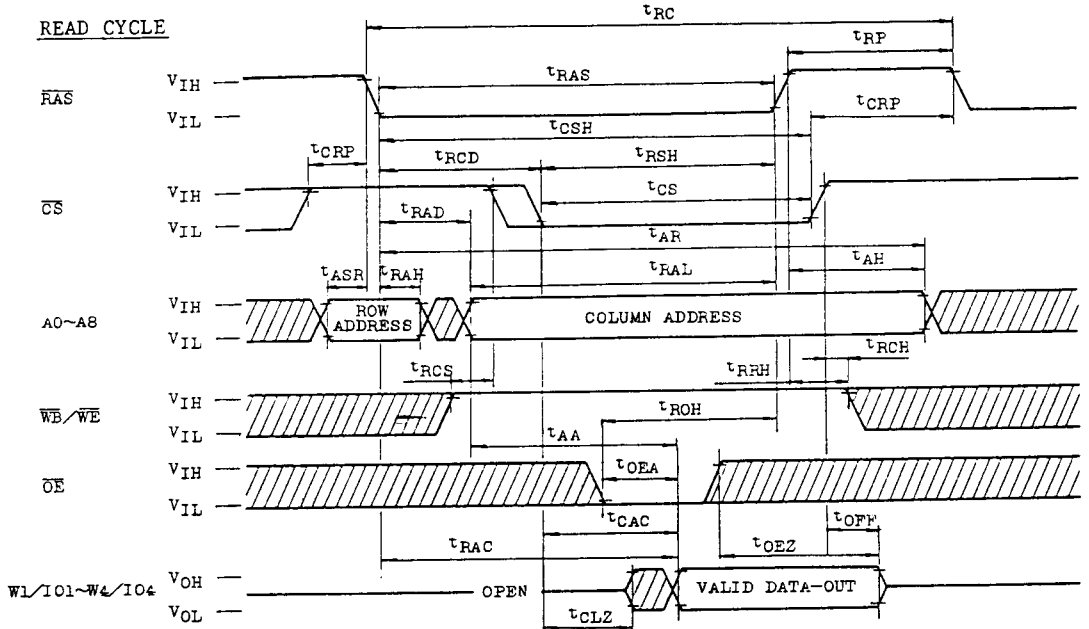 READ CYCLE
tRC
tRP
RAS
VIH
VIL
tRAS
tCRP
tCSH
tCRP
tRCD
tRSH
CS
VIH
VIL
tCS
tRAD
tAR
tASR
tRAH
tRAL
tAH
A0~A8
VIH
VIL
ROW
ADDRESS
COLUMN ADDRESS
tRCS
tRRH
tRCH
WB/WE
VIH
VIL
tROH
tAA
OE
VIH
VIL
tOEA
tCAC
tOFF
tRAC
tOEZ
W1/IO1~W4/IO4
VOH
VOL
OPEN
VALID DATA-OUT
tCLZ